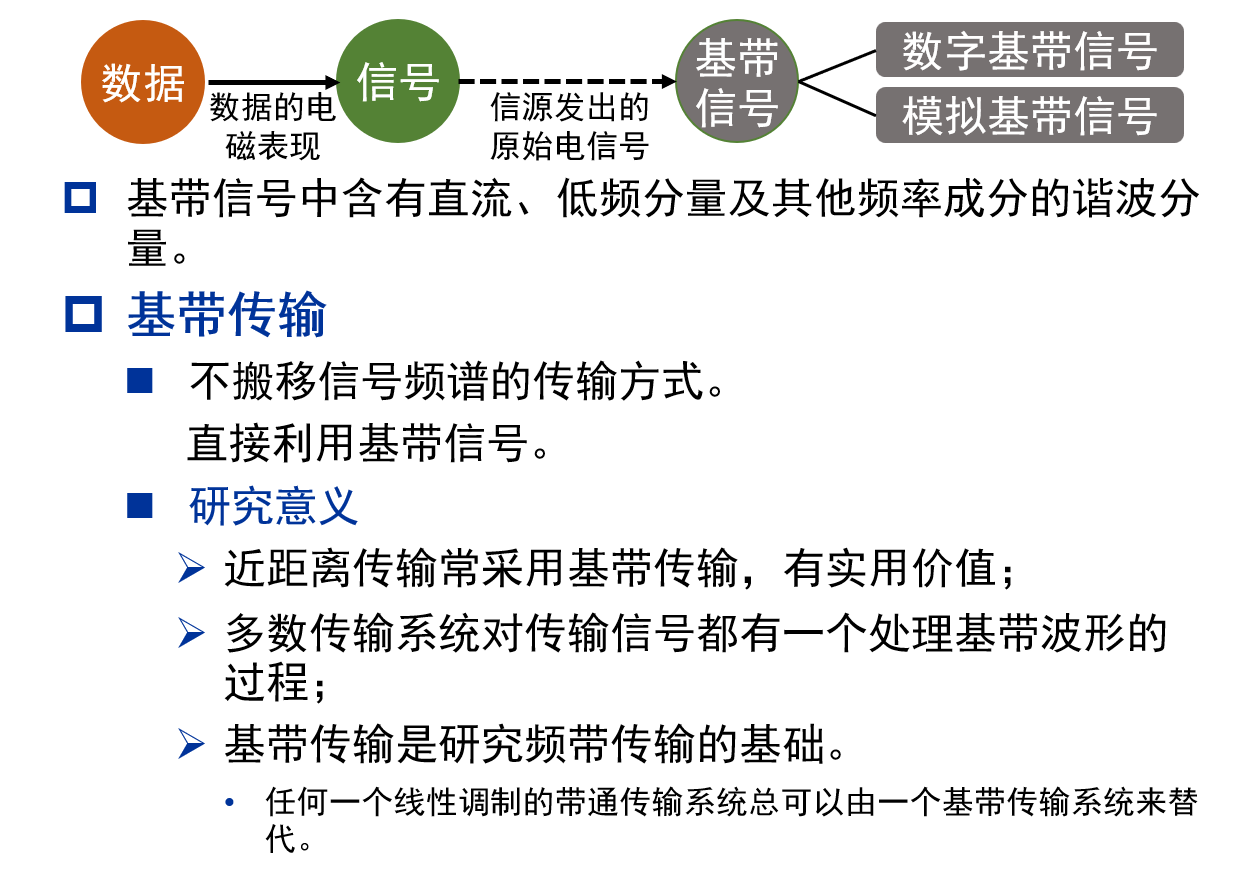 数据
数据的电
磁表现
信号
信源发出的
原始电信号
基带
信号
数字基带信号
模拟基带信号
基带信号中含有直流、低频分量及其他频率成分的谐波分
量。
基带传输
不搬移信号频谱的传输方式。
直接利用基带信号。
研究意义
近距离传输常采用基带传输，有实用价值；
多数传输系统对传输信号都有一个处理基带波形的
过程；
基带传输是研究频带传输的基础。
• 任何一个线性调制的带通传输系统总可以由一个基带传输系统来替
代。